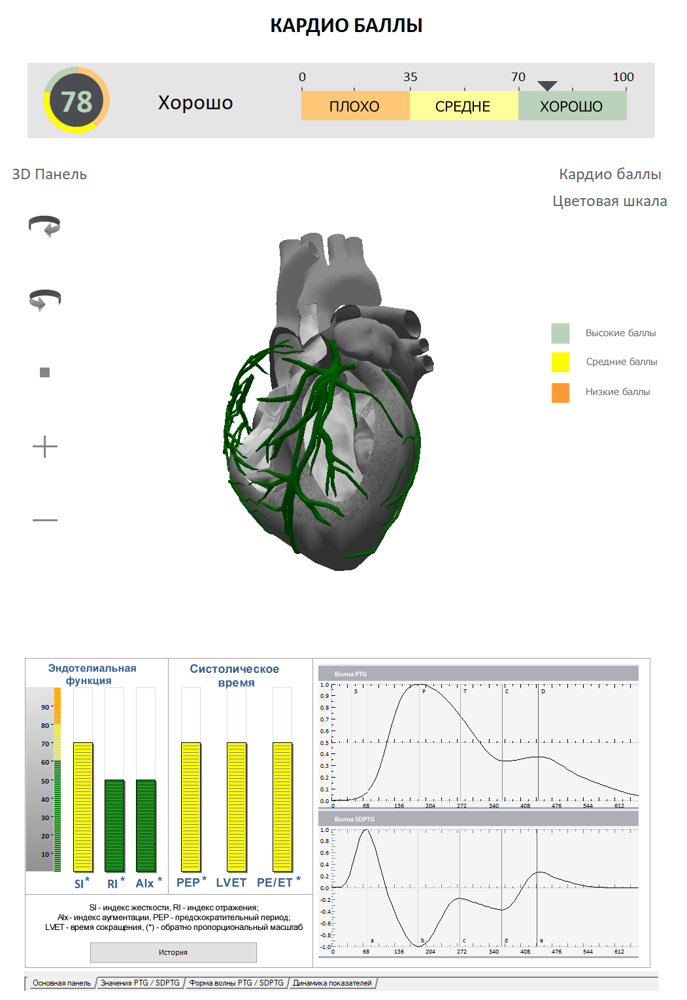 КАРДИО БАЛЛЫ
78
Хорошо
0 35 70 100
ПЛОХО СРЕДНЕ ХОРОШО
3D Панель
Кардио баллы
Цветовая шкала
Высокие баллы
Средние баллы
Низкие баллы
Эндотелиальная
функция
90
80
70
60
50
40
30
20
10
SI* RI* AIx*
Систолическое
время
PEP* LVET PE/ET*
SI - индекс жесткости, RI - индекс отражения;
AIx- индекс аугментации, PEP - предсократительный период;
LVET - время сокращения, (*) - обратно пропорциональный масштаб
История
Волна PTG
1.0
0.9
0.8
0.7
0.6
0.5
0.4
0.3
0.2
0.1
0.0
S P T C D
0 68 136 204 272 340 408 476 544 612
Волна SDPTG
1.0
0.8
0.6
0.4
0.2
0.0
-0.2
-0.4
-0.6
-0.8
-1.0
a b c d e
0 68 136 204 272 340 408 476 544 612
Основная панель Значения PTG / SDPTG Форма волны PTG / SDPTG Динамика показателей